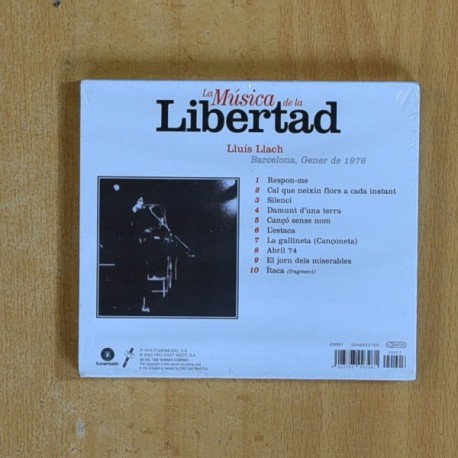 La Música de la
Libertad
Lluís Llach
Barcelona, Gener de 1976
1 Respon-me
2 Cal que neixin flors a cada instant
3 Silenci
4 Damunt d'una terra
5 Cançó sense nom
6 L'estaca
7 La gallineta (Cançoneta)
8 Abril 74
9 El jorn dels miserables
10 Ítaca (fragment)